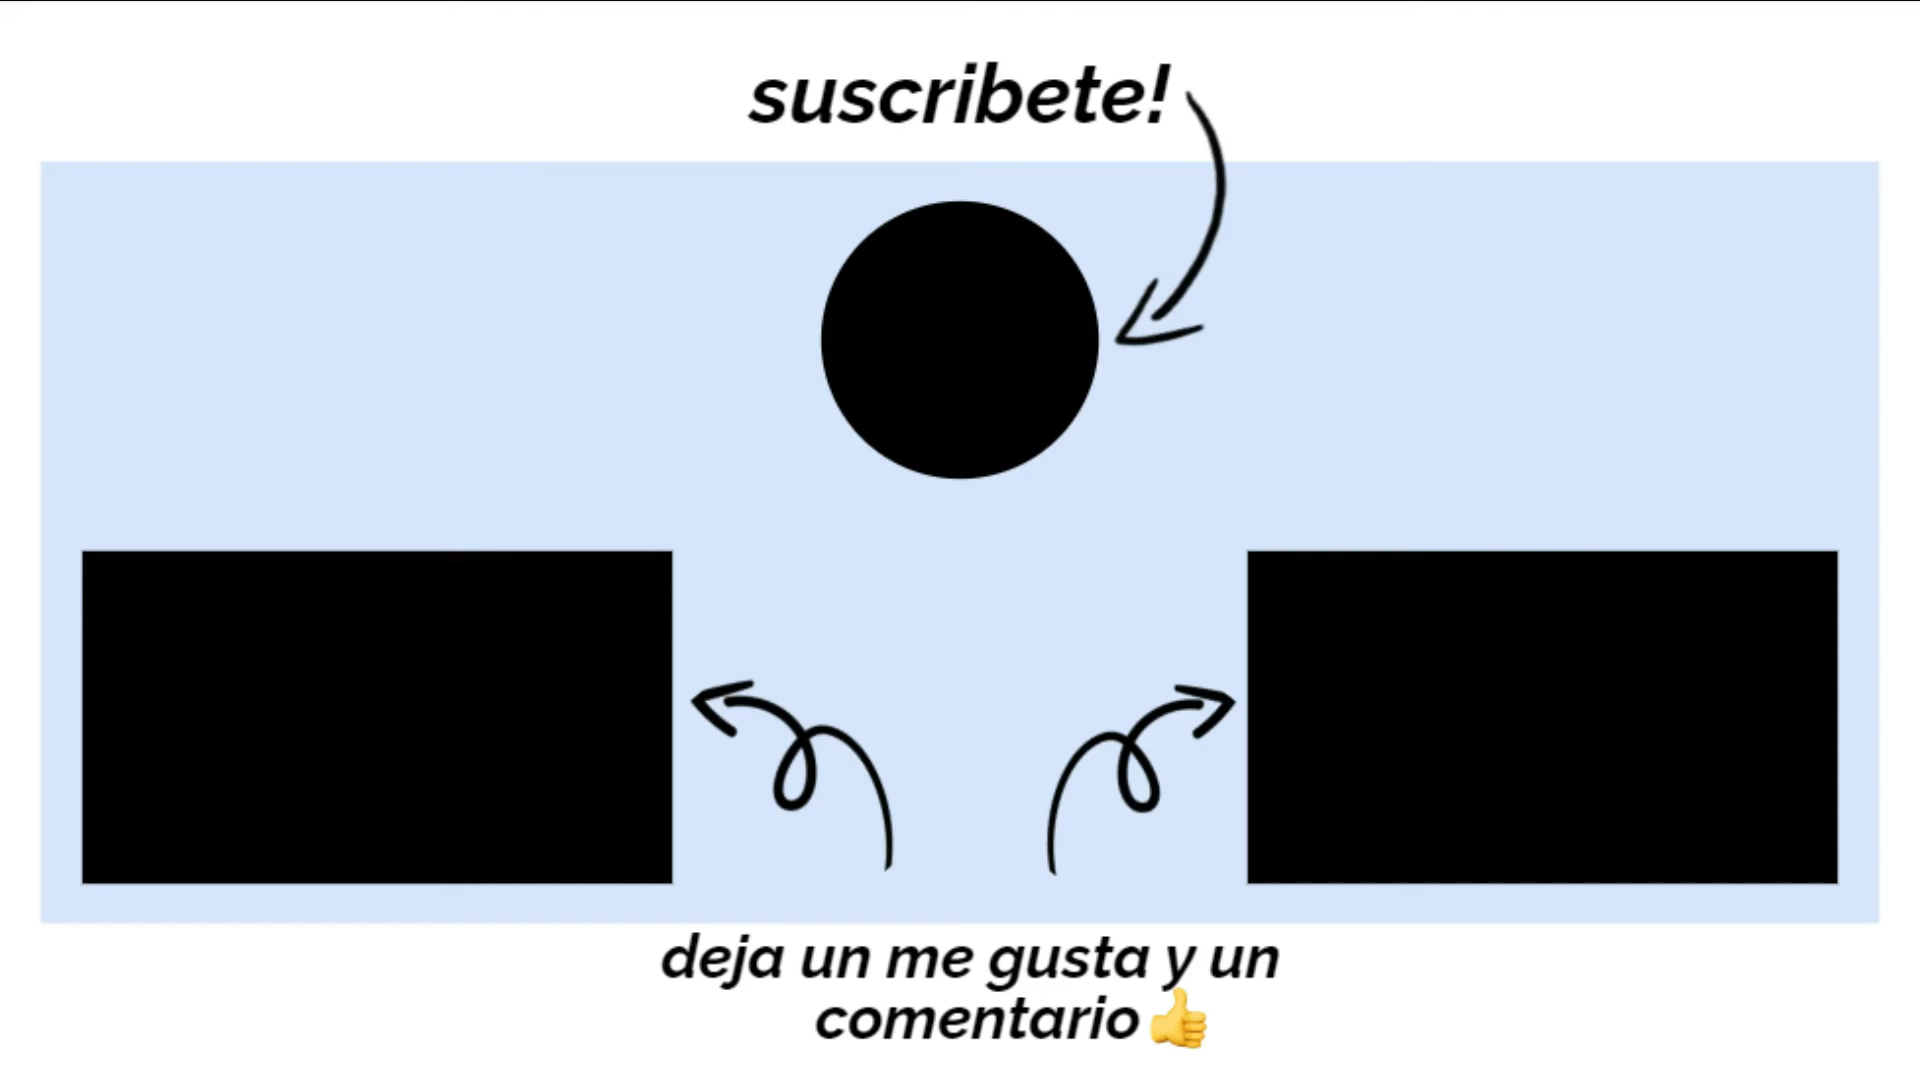 suscribete!
deja un me gusta y un
comentario👍